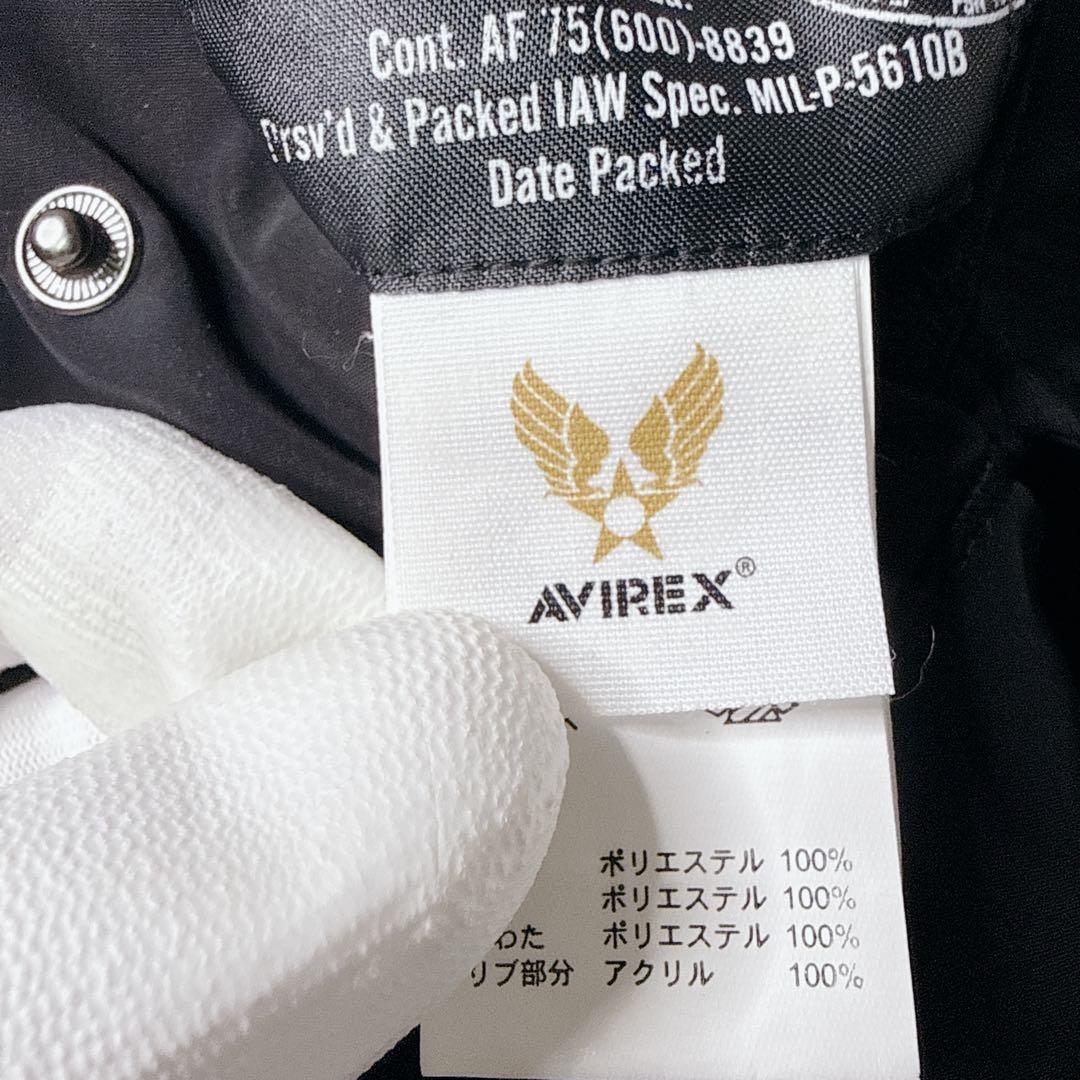 Cont. AF 75(600)-8839
Prsv'd & Packed IAW Spec. MIL-P-5610B
Date Packed
AVIREX®
ポリエステル 100%
ポリエステル 100%
わた ポリエステル 100%
リブ部分 アクリル 100%